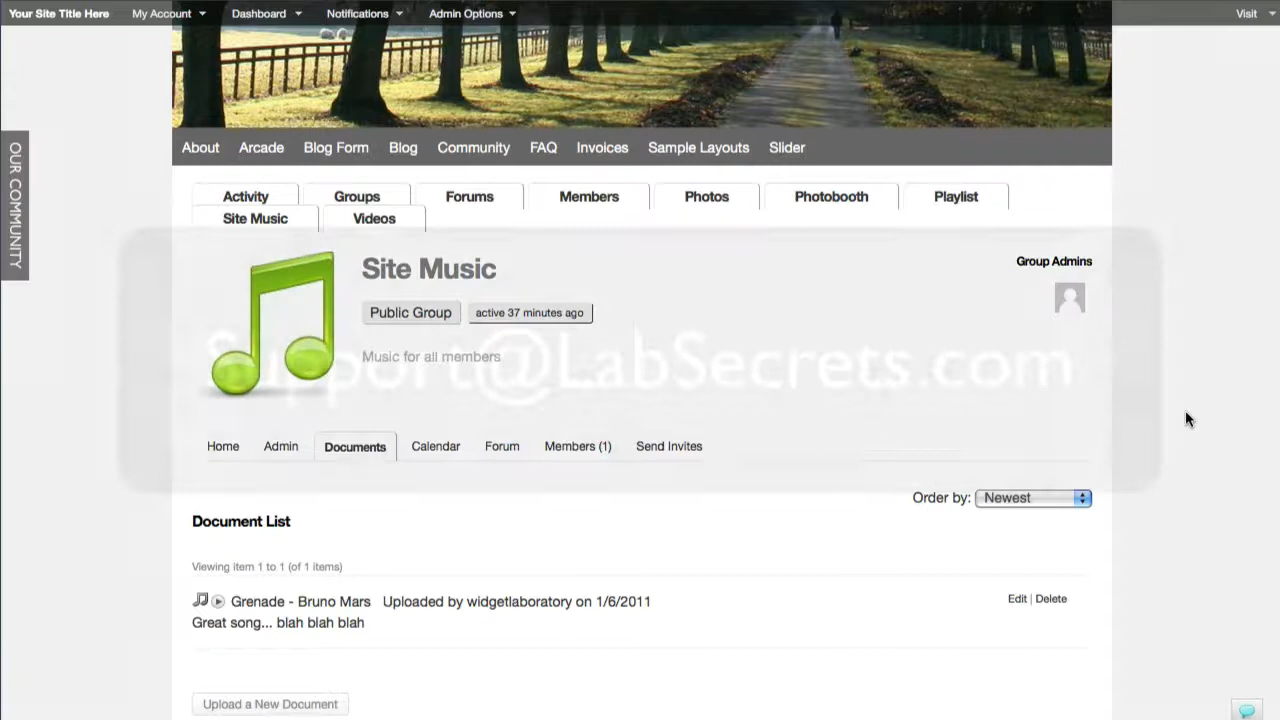 Your Site Title Here My Account Dashboard Notifications Admin Options Visit
About Arcade Blog Form Blog Community FAQ Invoices Sample Layouts Slider
OUR COMMUNITY
Activity Groups Forums Members Photos Photobooth Playlist
Site Music Videos
Site Music
Group Admins
Public Group active 37 minutes ago
Music for all members
Support@LabSecrets.com
Home Admin Documents Calendar Forum Members (1) Send Invites
Order by: Newest
Document List
Viewing item 1 to 1 (of 1 items)
Grenade - Bruno Mars Uploaded by widgetlaboratory on 1/6/2011 Edit | Delete
Great song... blah blah blah
Upload a New Document